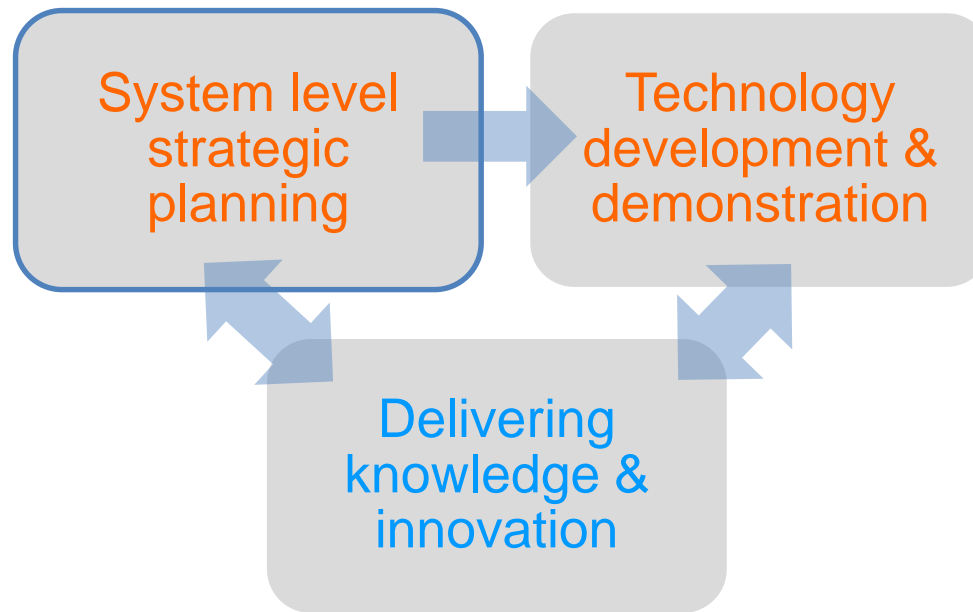 System level
strategic
planning
Technology
development &
demonstration
Delivering
knowledge &
innovation